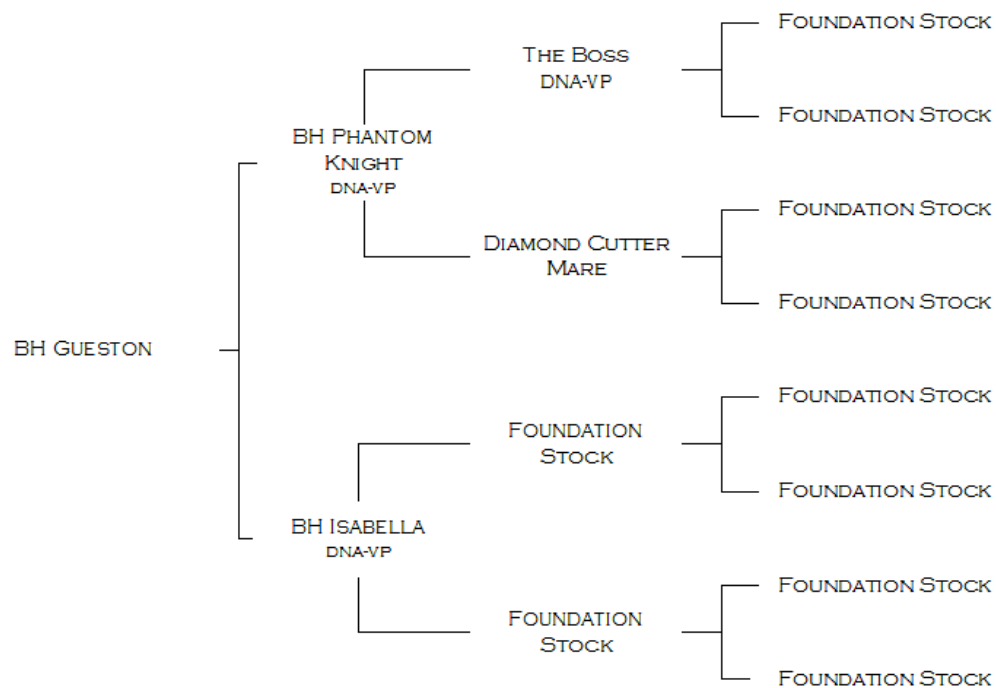 Foundation Stock
The Boss
DNA-VP
Foundation Stock
BH Phantom
Knight
DNA-VP
Foundation Stock
Diamond Cutter
Mare
Foundation Stock
BH Gueston
Foundation Stock
Foundation
Stock
Foundation Stock
BH Isabella
DNA-VP
Foundation Stock
Foundation
Stock
Foundation Stock